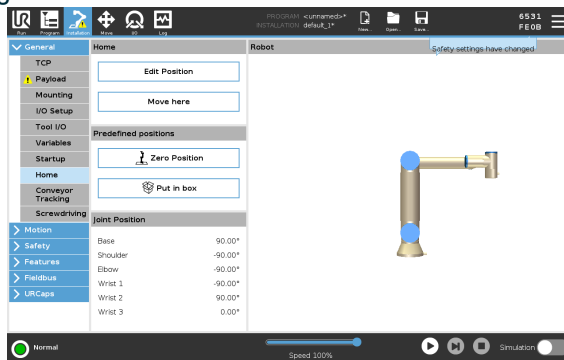 PROGRAM <unnamed>*
INSTALLATION default_1*
Run Program Installation Move I/O Log
New... Open... Save...
6531
FE0B
General
Home
Robot
Safety settings have changed
TCP
Payload
Mounting
I/O Setup
Tool I/O
Variables
Startup
Home
Conveyor
Tracking
Screwdriving
Motion
Safety
Features
Fieldbus
URCaps
Edit Position
Move here
Predefined positions
Zero Position
Put in box
Joint Position
Base 90.00°
Shoulder -90.00°
Elbow -90.00°
Wrist 1 -90.00°
Wrist 2 90.00°
Wrist 3 0.00°
Normal
Speed 100%
Simulation